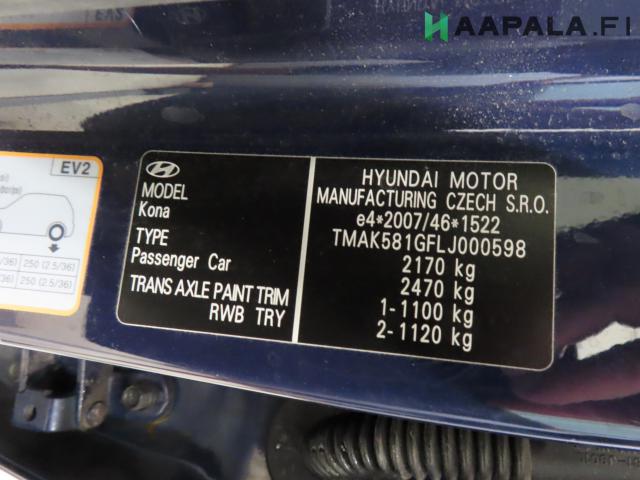 HAAPALA.FI
EV2
250 (2.5/36)
250 (2.5/36)
HYUNDAI MOTOR
MANUFACTURING CZECH S.R.O.
e4*2007/46*1522
TMAK581GFLJ000598
2170 kg
2470 kg
1-1100 kg
2-1120 kg
MODEL
Kona
TYPE
Passenger Car
TRANS AXLE PAINT TRIM
RWB TRY